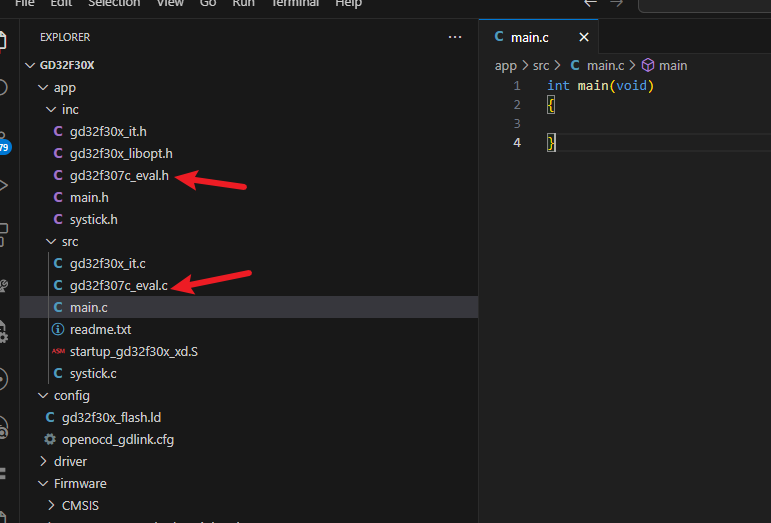 File Edit Selection View Go Run Terminal Help
EXPLORER ...
main.c
GD32F30X
app > src > C main.c > main
app
1 int main(void)
inc
2 {
gd32f30x_it.h
3
gd32f30x_libopt.h
4 }
gd32f307c_eval.h
main.h
systick.h
src
gd32f30x_it.c
gd32f307c_eval.c
main.c
readme.txt
ASM startup_gd32f30x_xd.S
systick.c
config
gd32f30x_flash.ld
openocd_gdlink.cfg
driver
Firmware
CMSIS
79